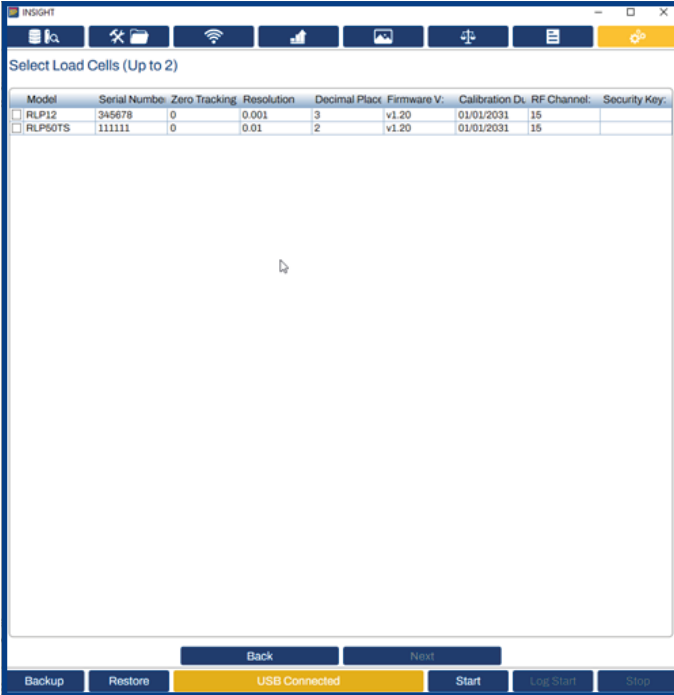 INSIGHT
Select Load Cells (Up to 2)
Model Serial Numbe Zero Tracking Resolution Decimal Place Firmware V: Calibration Du RF Channel: Security Key:
RLP12 345678 0 0.001 3 v1.20 01/01/2031 15
RLP50TS 111111 0 0.01 2 v1.20 01/01/2031 15
Back Next
Backup Restore USB Connected Start Log Start Stop